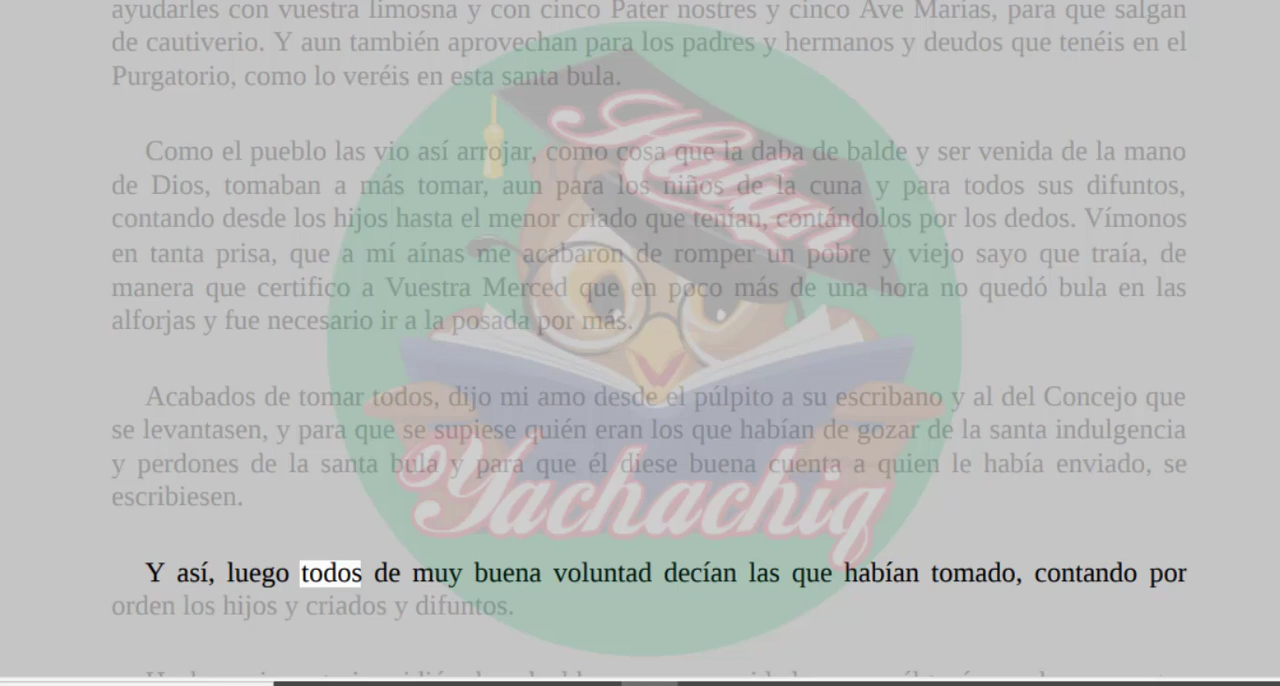 ayudarles con vuestra limosna y con cinco Pater nostres y cinco Ave Marías, para que salgan
de cautiverio. Y aun también aprovechan para los padres y hermanos y deudos que tenéis en el
Purgatorio, como lo veréis en esta santa bula.
Como el pueblo las vio así arrojar, como cosa que la daba de balde y ser venida de la mano
de Dios, tomaban a más tomar, aun para los niños de la cuna y para todos sus difuntos,
contando desde los hijos hasta el menor criado que tenían, contándolos por los dedos. Vímonos
en tanta prisa, que a mí aínas me acabaron de romper un pobre y viejo sayo que traía, de
manera que certifico a Vuestra Merced que en poco más de una hora no quedó bula en las
alforjas y fue necesario ir a la posada por más.
Acabados de tomar todos, dijo mi amo desde el púlpito a su escribano y al del Concejo que
se levantasen, y para que se supiese quién eran los que habían de gozar de la santa indulgencia
y perdones de la santa bula y para que él diese buena cuenta a quien le había enviado, se
escribiesen.
Y así, luego todos de muy buena voluntad decían las que habían tomado, contando por
orden los hijos y criados y difuntos.
Hatun
Yachachiq